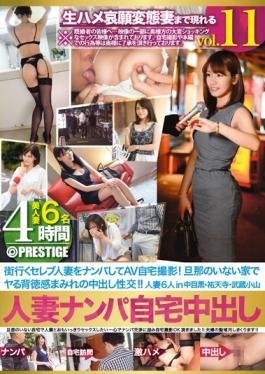 生ハメ哀願変態妻まで現れる
vol.11
美人妻
6名
4時間
PRESTIGE
街行くセレブ人妻をナンパしてAV自宅撮影!旦那のいない家で
ヤる背徳感まみれの中出し性交!!人妻6人in中目黒・祐天寺・武蔵小山
人妻ナンパ自宅中出し
ナンパ
自宅訪問
激ハメ
中出し